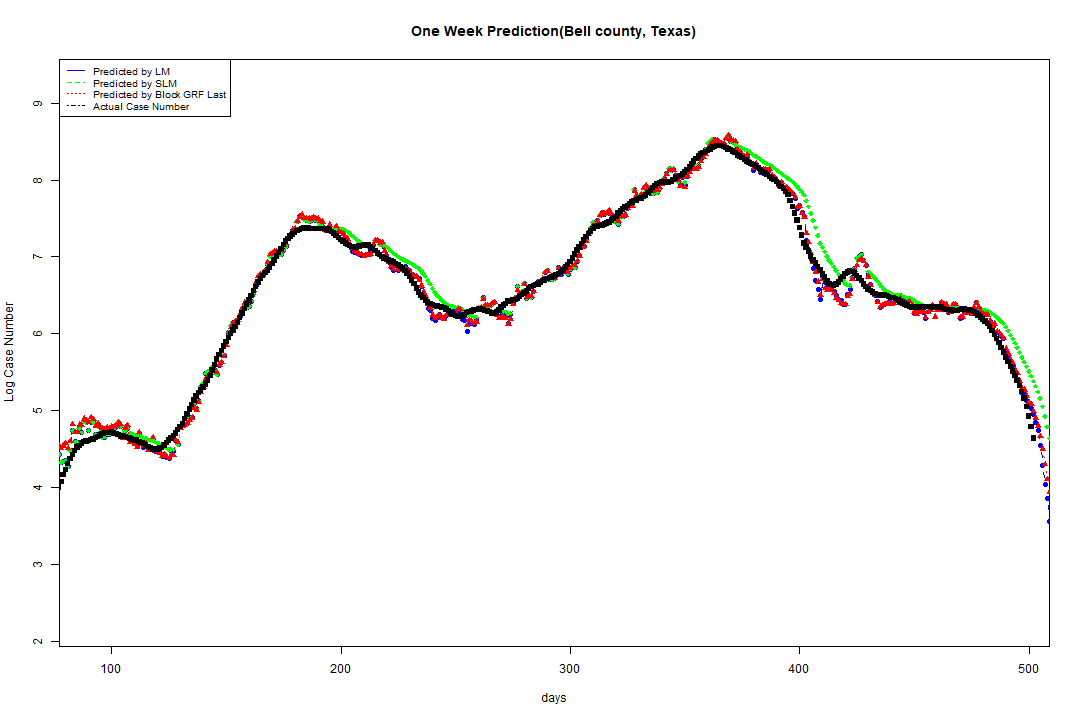 One Week Prediction(Bell county, Texas)
Predicted by LM
Predicted by SLM
Predicted by Block GRF Last
Actual Case Number
9
8
7
6
5
4
3
2
Log Case Number
100 200 300 400 500
days